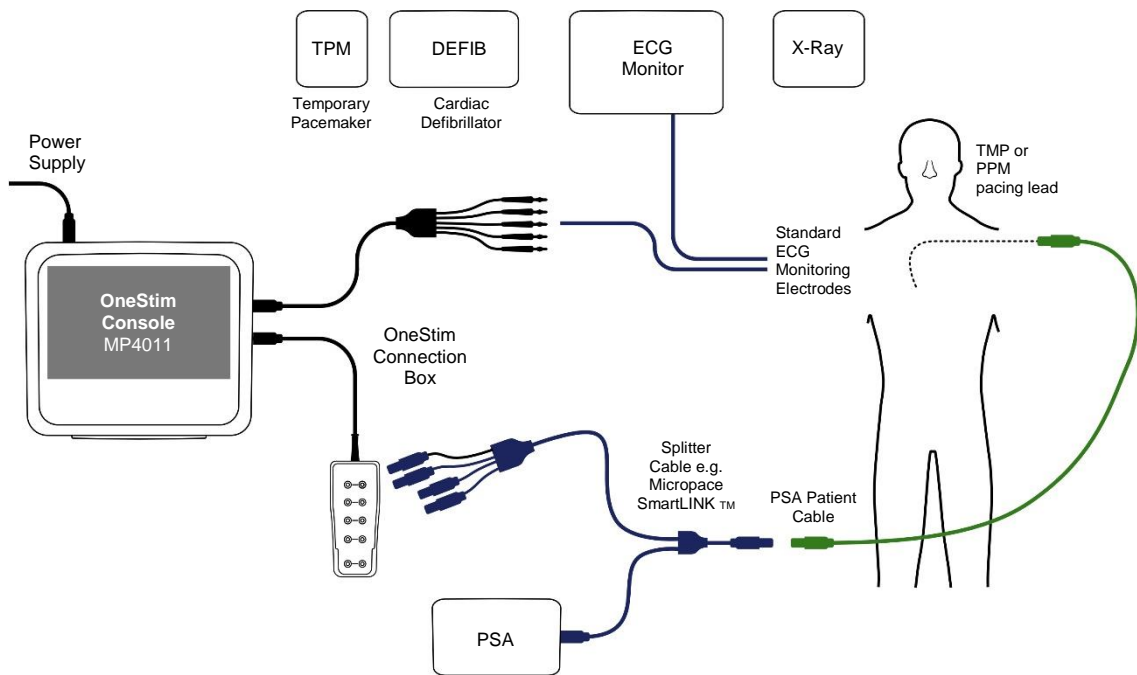 TPM
DEFIB
ECG
Monitor
X-Ray
Temporary
Pacemaker
Cardiac
Defibrillator
Power
Supply
TMP or
PPM
pacing lead
Standard
ECG
Monitoring
Electrodes
OneStim
Console
MP4011
OneStim
Connection
Box
Splitter
Cable e.g.
Micropace
SmartLINK TM
PSA Patient
Cable
PSA